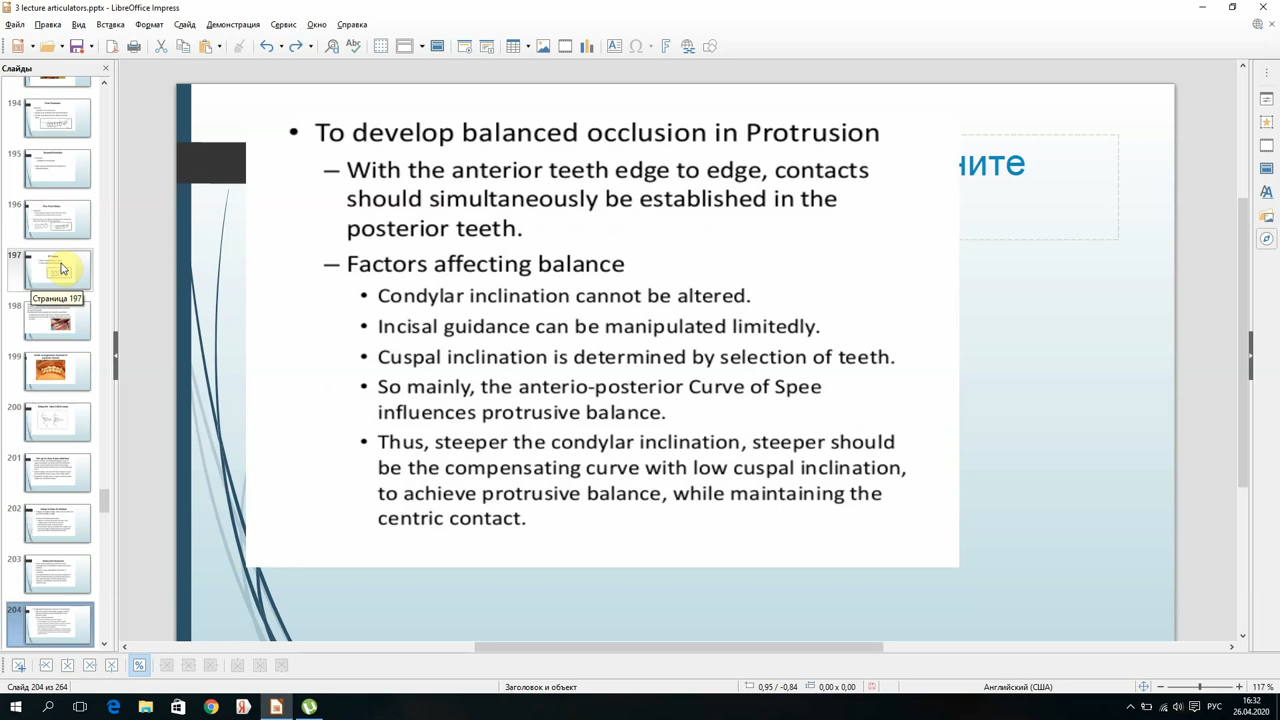 3 lecture articulators.pptx - LibreOffice Impress
Файл Правка Вид Вставка Формат Слайд Демонстрация Сервис Окно Справка
Слайды
194
195
196
197
Страница 197
198
199
200
201
202
203
204
• To develop balanced occlusion in Protrusion
– With the anterior teeth edge to edge, contacts
should simultaneously be established in the
posterior teeth.
– Factors affecting balance
• Condylar inclination cannot be altered.
• Incisal guidance can be manipulated limitedly.
• Cuspal inclination is determined by selection of teeth.
• So mainly, the anterio-posterior Curve of Spee
influences protrusive balance.
• Thus, steeper the condylar inclination, steeper should
be the compensating curve with low cuspal inclination,
to achieve protrusive balance, while maintaining the
centric contact.
ните
Слайд 204 из 264 Заголовок и объект 0,95 / -0,84 0,00 x 0,00 Английский (США) 117 %
РУС
16:32
26.04.2020